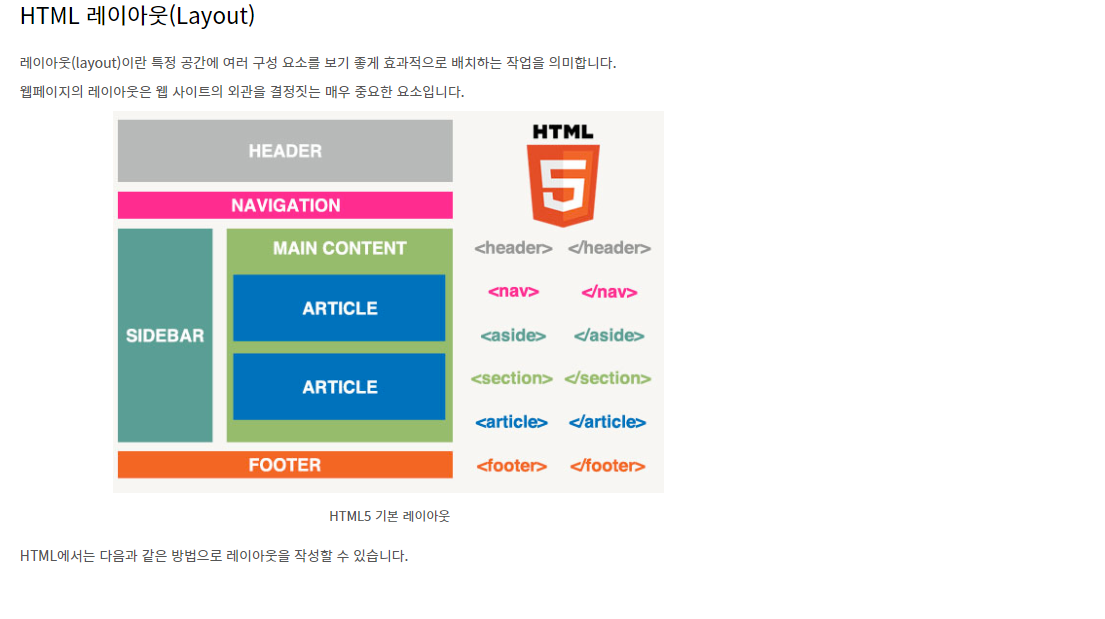 HTML 레이아웃(Layout)
레이아웃(layout)이란 특정 공간에 여러 구성 요소를 보기 좋게 효과적으로 배치하는 작업을 의미합니다.
웹페이지의 레이아웃은 웹 사이트의 외관을 결정짓는 매우 중요한 요소입니다.
HEADER
NAVIGATION
SIDEBAR
MAIN CONTENT
ARTICLE
ARTICLE
FOOTER
HTML
5
<header> </header>
<nav> </nav>
<aside> </aside>
<section> </section>
<article> </article>
<footer> </footer>
HTML5 기본 레이아웃
HTML에서는 다음과 같은 방법으로 레이아웃을 작성할 수 있습니다.